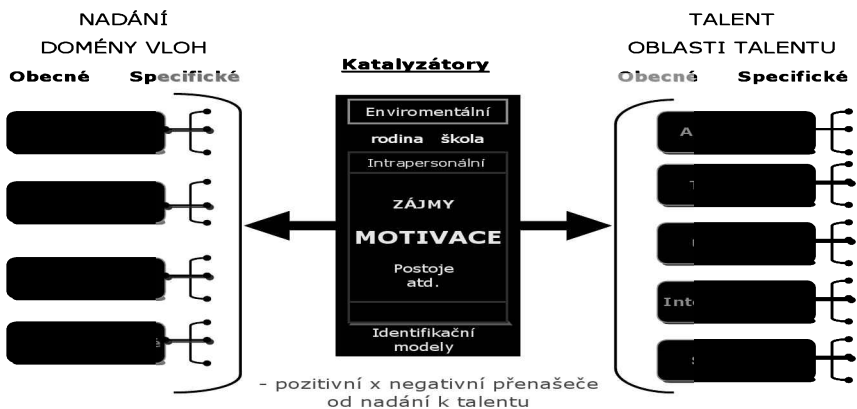 NADÁNÍ
DOMÉNY VLOH
Obecné Specifické
Katalyzátory
Enviromentální
rodina škola
Intrapersonální
ZÁJMY
MOTIVACE
Postoje
atd.
Identifikační
modely
- pozitivní x negativní přenašeče
od nadání k talentu
TALENT
OBLASTI TALENTU
Obecné Specifické